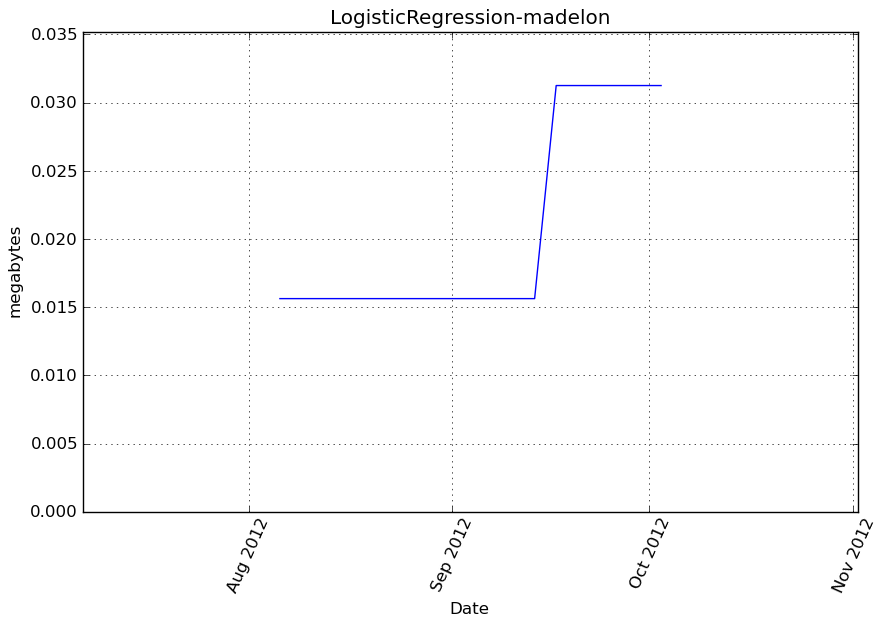 LogisticRegression-madelon
0.035
0.030
0.025
0.020
0.015
0.010
0.005
0.000
megabytes
Aug 2012
Sep 2012
Oct 2012
Nov 2012
Date